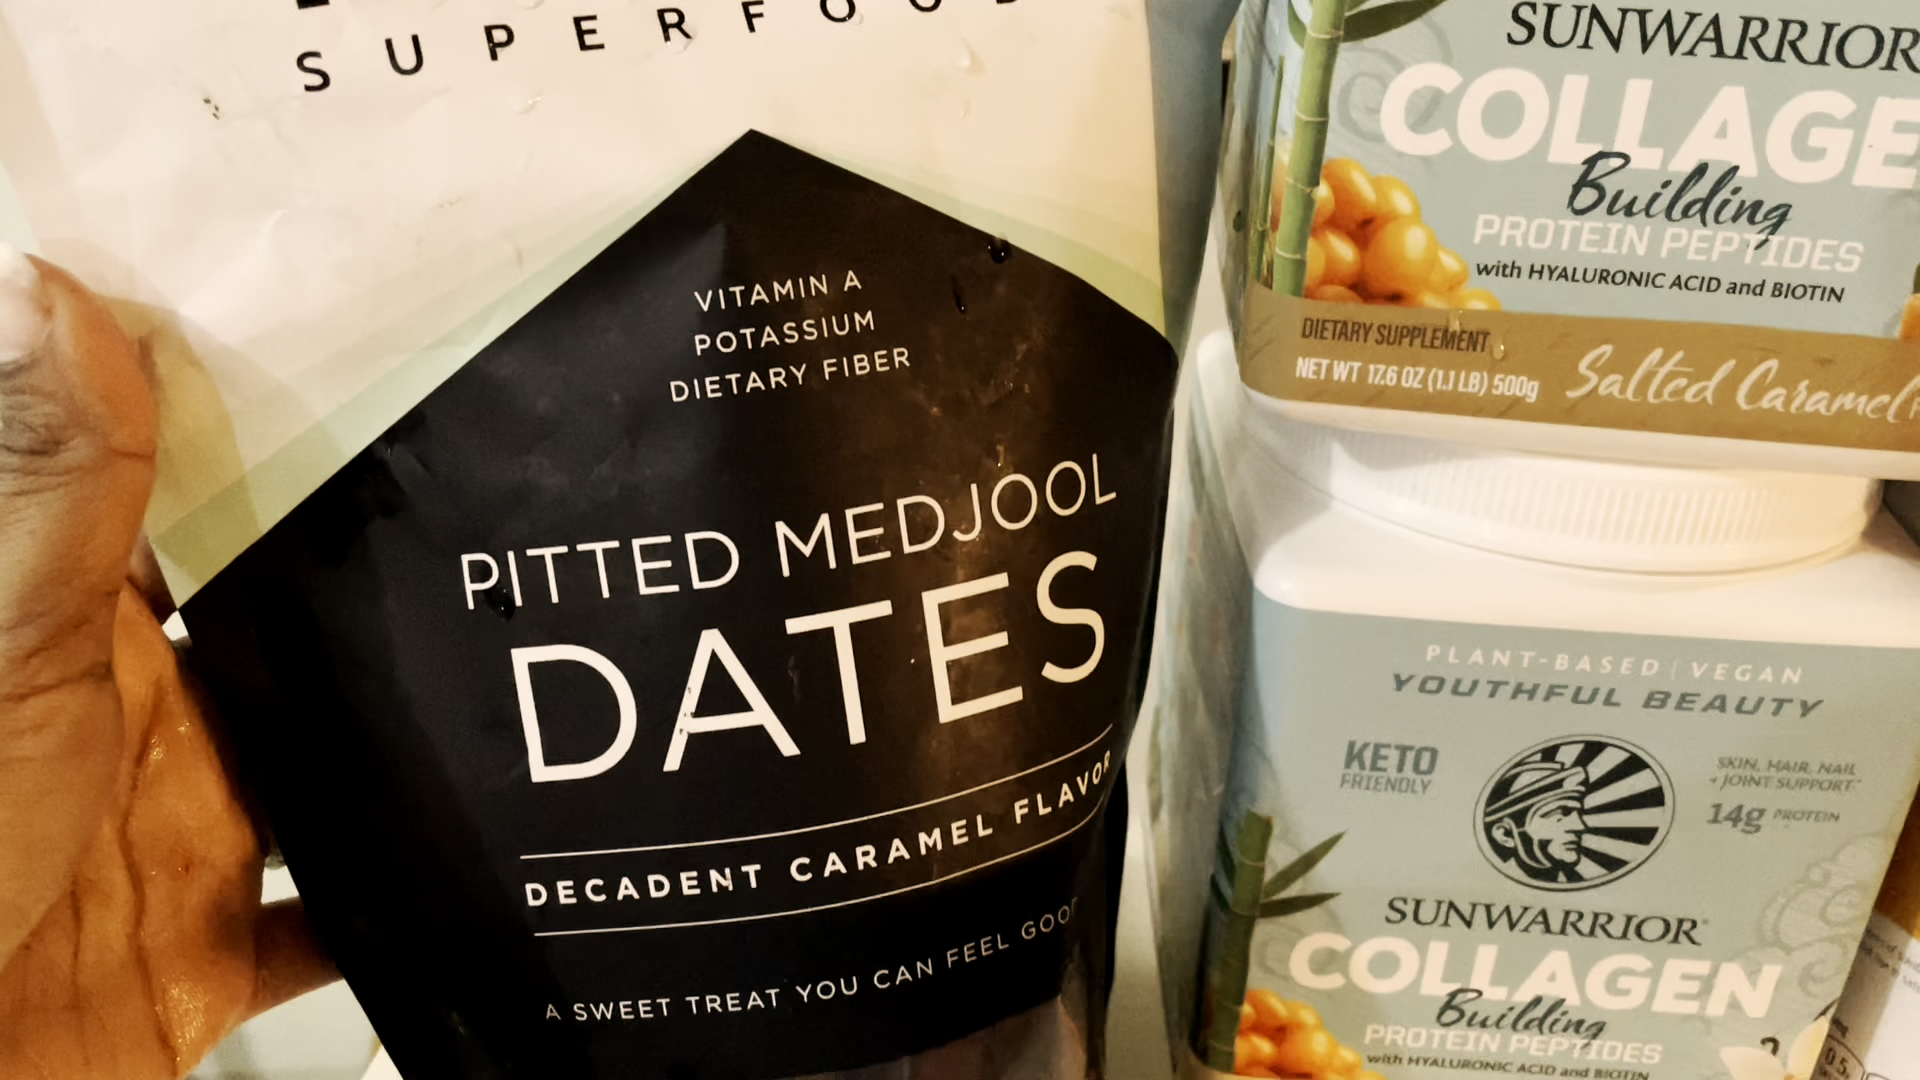 SUPERFOOD
VITAMIN A
POTASSIUM
DIETARY FIBER
PITTED MEDJOOL
DATES
DECADENT CARAMEL FLAVOR
A SWEET TREAT YOU CAN FEEL GOOD
SUNWARRIOR
COLLAGE
Building
PROTEIN PEPTIDES
with HYALURONIC ACID and BIOTIN
DIETARY SUPPLEMENT
NET WT 17.6 OZ (1.1 LB) 500g
Salted Caramel
PLANT-BASED | VEGAN
YOUTHFUL BEAUTY
KETO
FRIENDLY
SKIN, HAIR, NAIL
+ JOINT SUPPORT*
14g PROTEIN
SUNWARRIOR
COLLAGEN
Building
PROTEIN PEPTIDES
with HYALURONIC ACID and BIOTIN